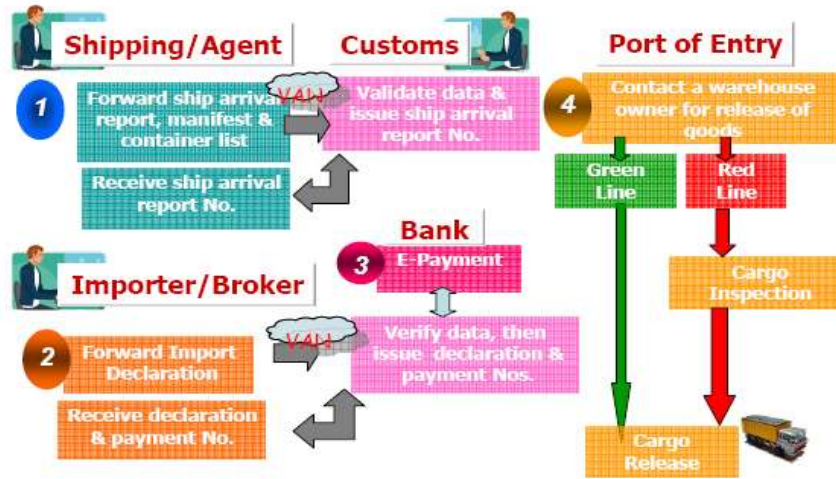 Shipping/Agent
Customs
Port of Entry
1
Forward ship arrival
report, manifest &
container list
VAN
Validate data &
issue ship arrival
report No.
4
Contact a warehouse
owner for release of
goods
Receive ship arrival
report No.
Green
Line
Red
Line
Bank
3
E-Payment
Importer/Broker
Cargo
Inspection
2
Forward Import
Declaration
VAN
Verify data, then
issue declaration &
payment Nos.
Receive declaration
& payment No.
Cargo
Release